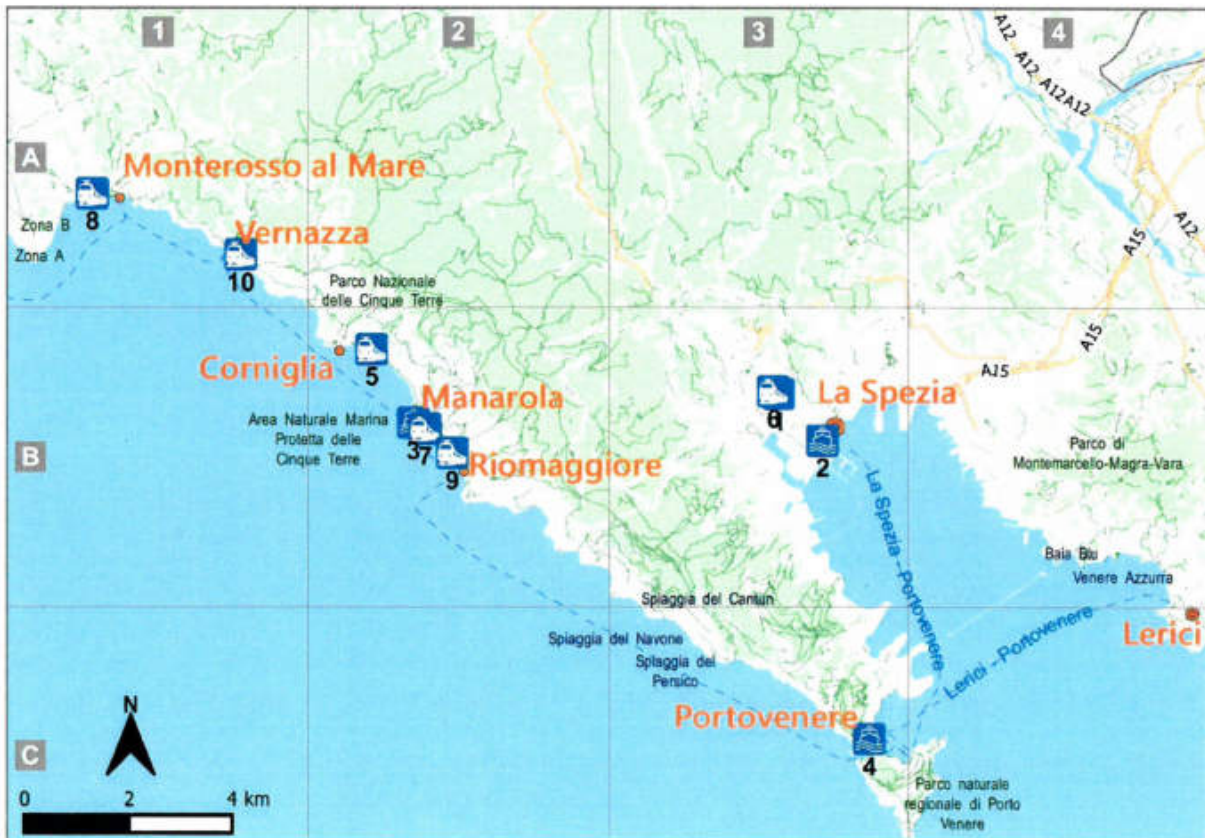 1
2
3
4
A12
A12
A12
A12
A
Monterosso al Mare
8
Zona B
Zona A
Vernazza
10
A12
A15
Parco Nazionale
delle Cinque Terre
Corniglia
5
A15
A15
La Spezia
2
Manarola
Area Naturale Marina
Protetta delle
Cinque Terre
3
7
B
Riomaggiore
9
Parco di
Montemarcello-Magra-Vara
La Spezia - Portovenere
Baia Blu
Venere Azzurra
Spiaggia del Cantun
Spiaggia del Navone
Spiaggia del
Persico
Lerici - Portovenere
Lerici
Portovenere
4
N
C
0 2 4 km
Parco naturale
regionale di Porto
Venere